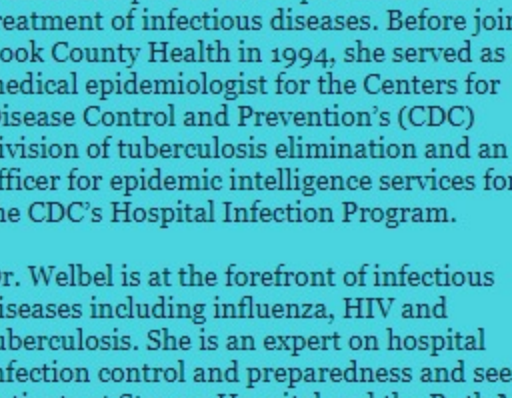 reatment of infectious diseases. Before join
ook County Health in 1994, she served as
medical epidemiologist for the Centers for
isease Control and Prevention's (CDC)
ivision of tuberculosis elimination and an
fficer for epidemic intelligence services for
he CDC's Hospital Infection Program.
r. Welbel is at the forefront of infectious
iseases including influenza, HIV and
uberculosis. She is an expert on hospital
nfection control and preparedness and see